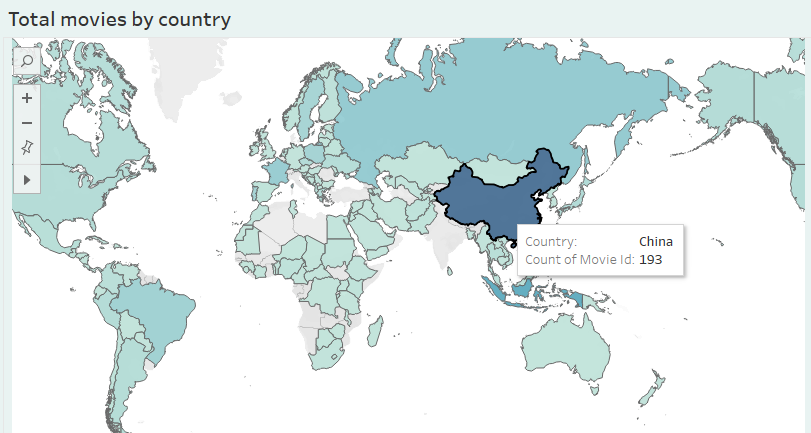 Total movies by country
Country: China
Count of Movie Id: 193